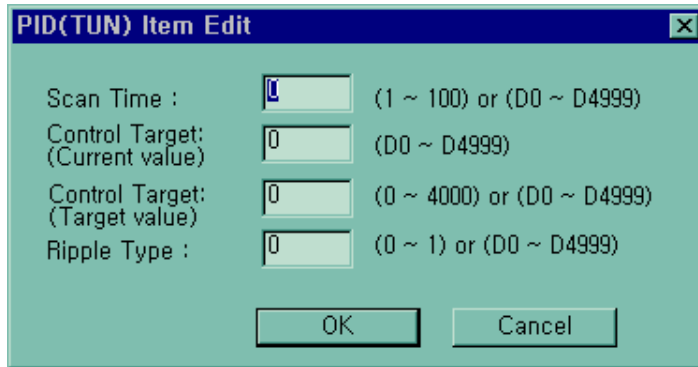 PID(TUN) Item Edit
Scan Time : 0 (1 ~ 100) or (D0 ~ D4999)
Control Target: 0 (D0 ~ D4999)
(Current value)
Control Target: 0 (0 ~ 4000) or (D0 ~ D4999)
(Target value)
Ripple Type : 0 (0 ~ 1) or (D0 ~ D4999)
OK Cancel